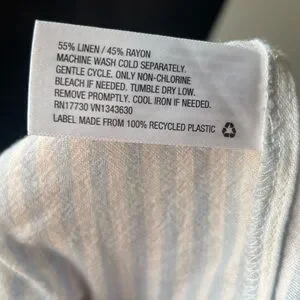 55% LINEN / 45% RAYON
MACHINE WASH COLD SEPARATELY.
GENTLE CYCLE. ONLY NON-CHLORINE
BLEACH IF NEEDED. TUMBLE DRY LOW.
REMOVE PROMPTLY. COOL IRON IF NEEDED.
RN17730 VN1343630
LABEL MADE FROM 100% RECYCLED PLASTIC